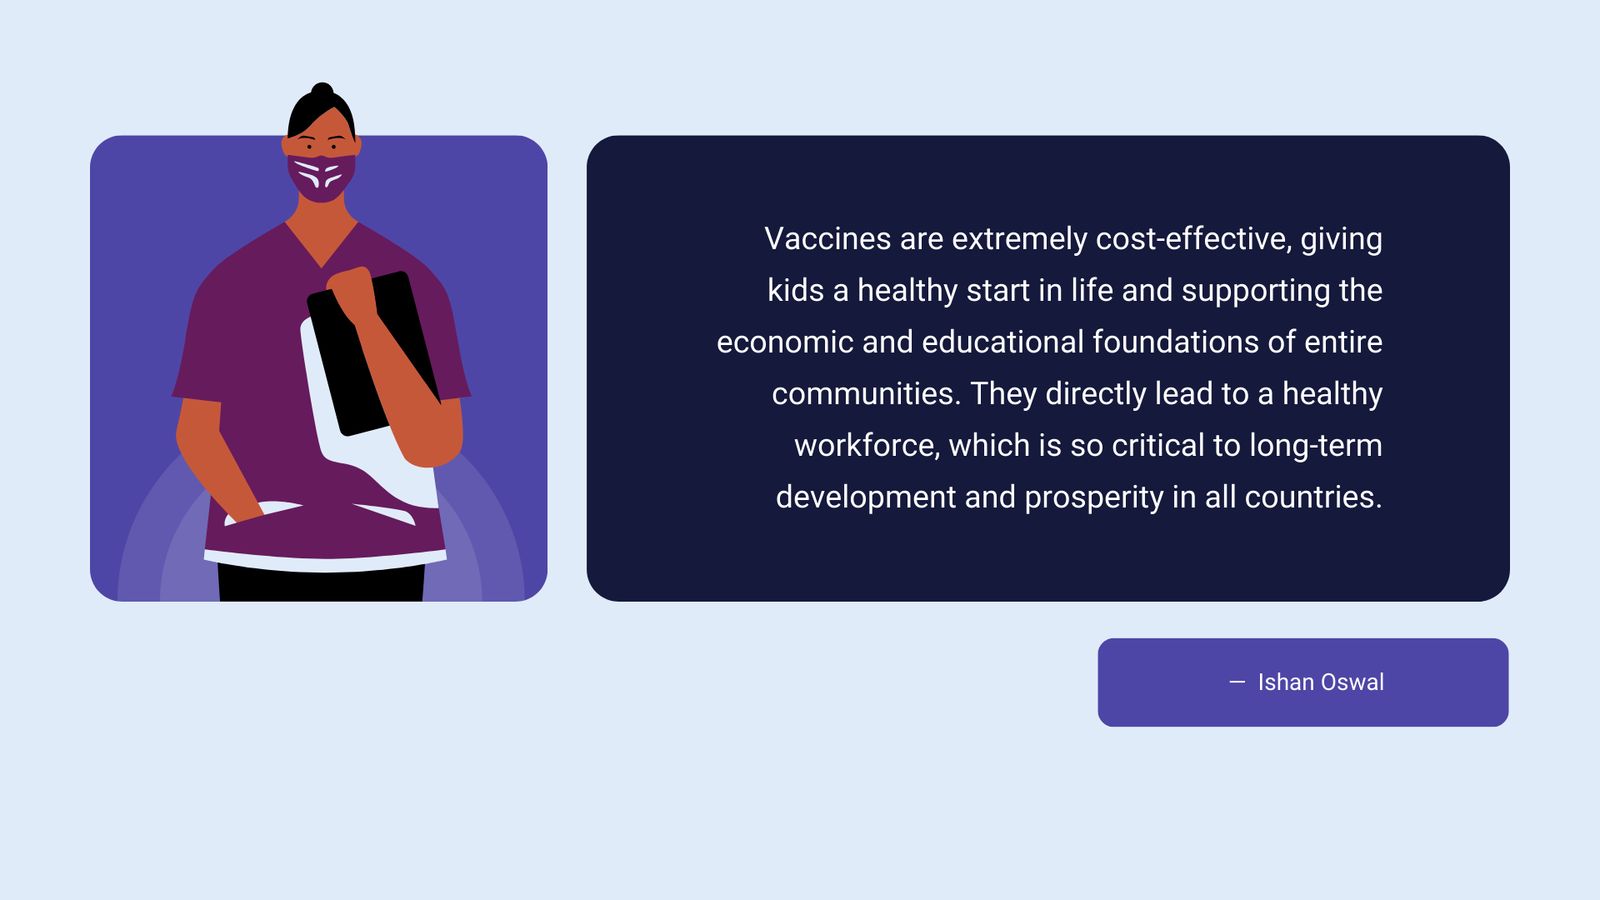 Vaccines are extremely cost-effective, giving
kids a healthy start in life and supporting the
economic and educational foundations of entire
communities. They directly lead to a healthy
workforce, which is so critical to long-term
development and prosperity in all countries.
— Ishan Oswal